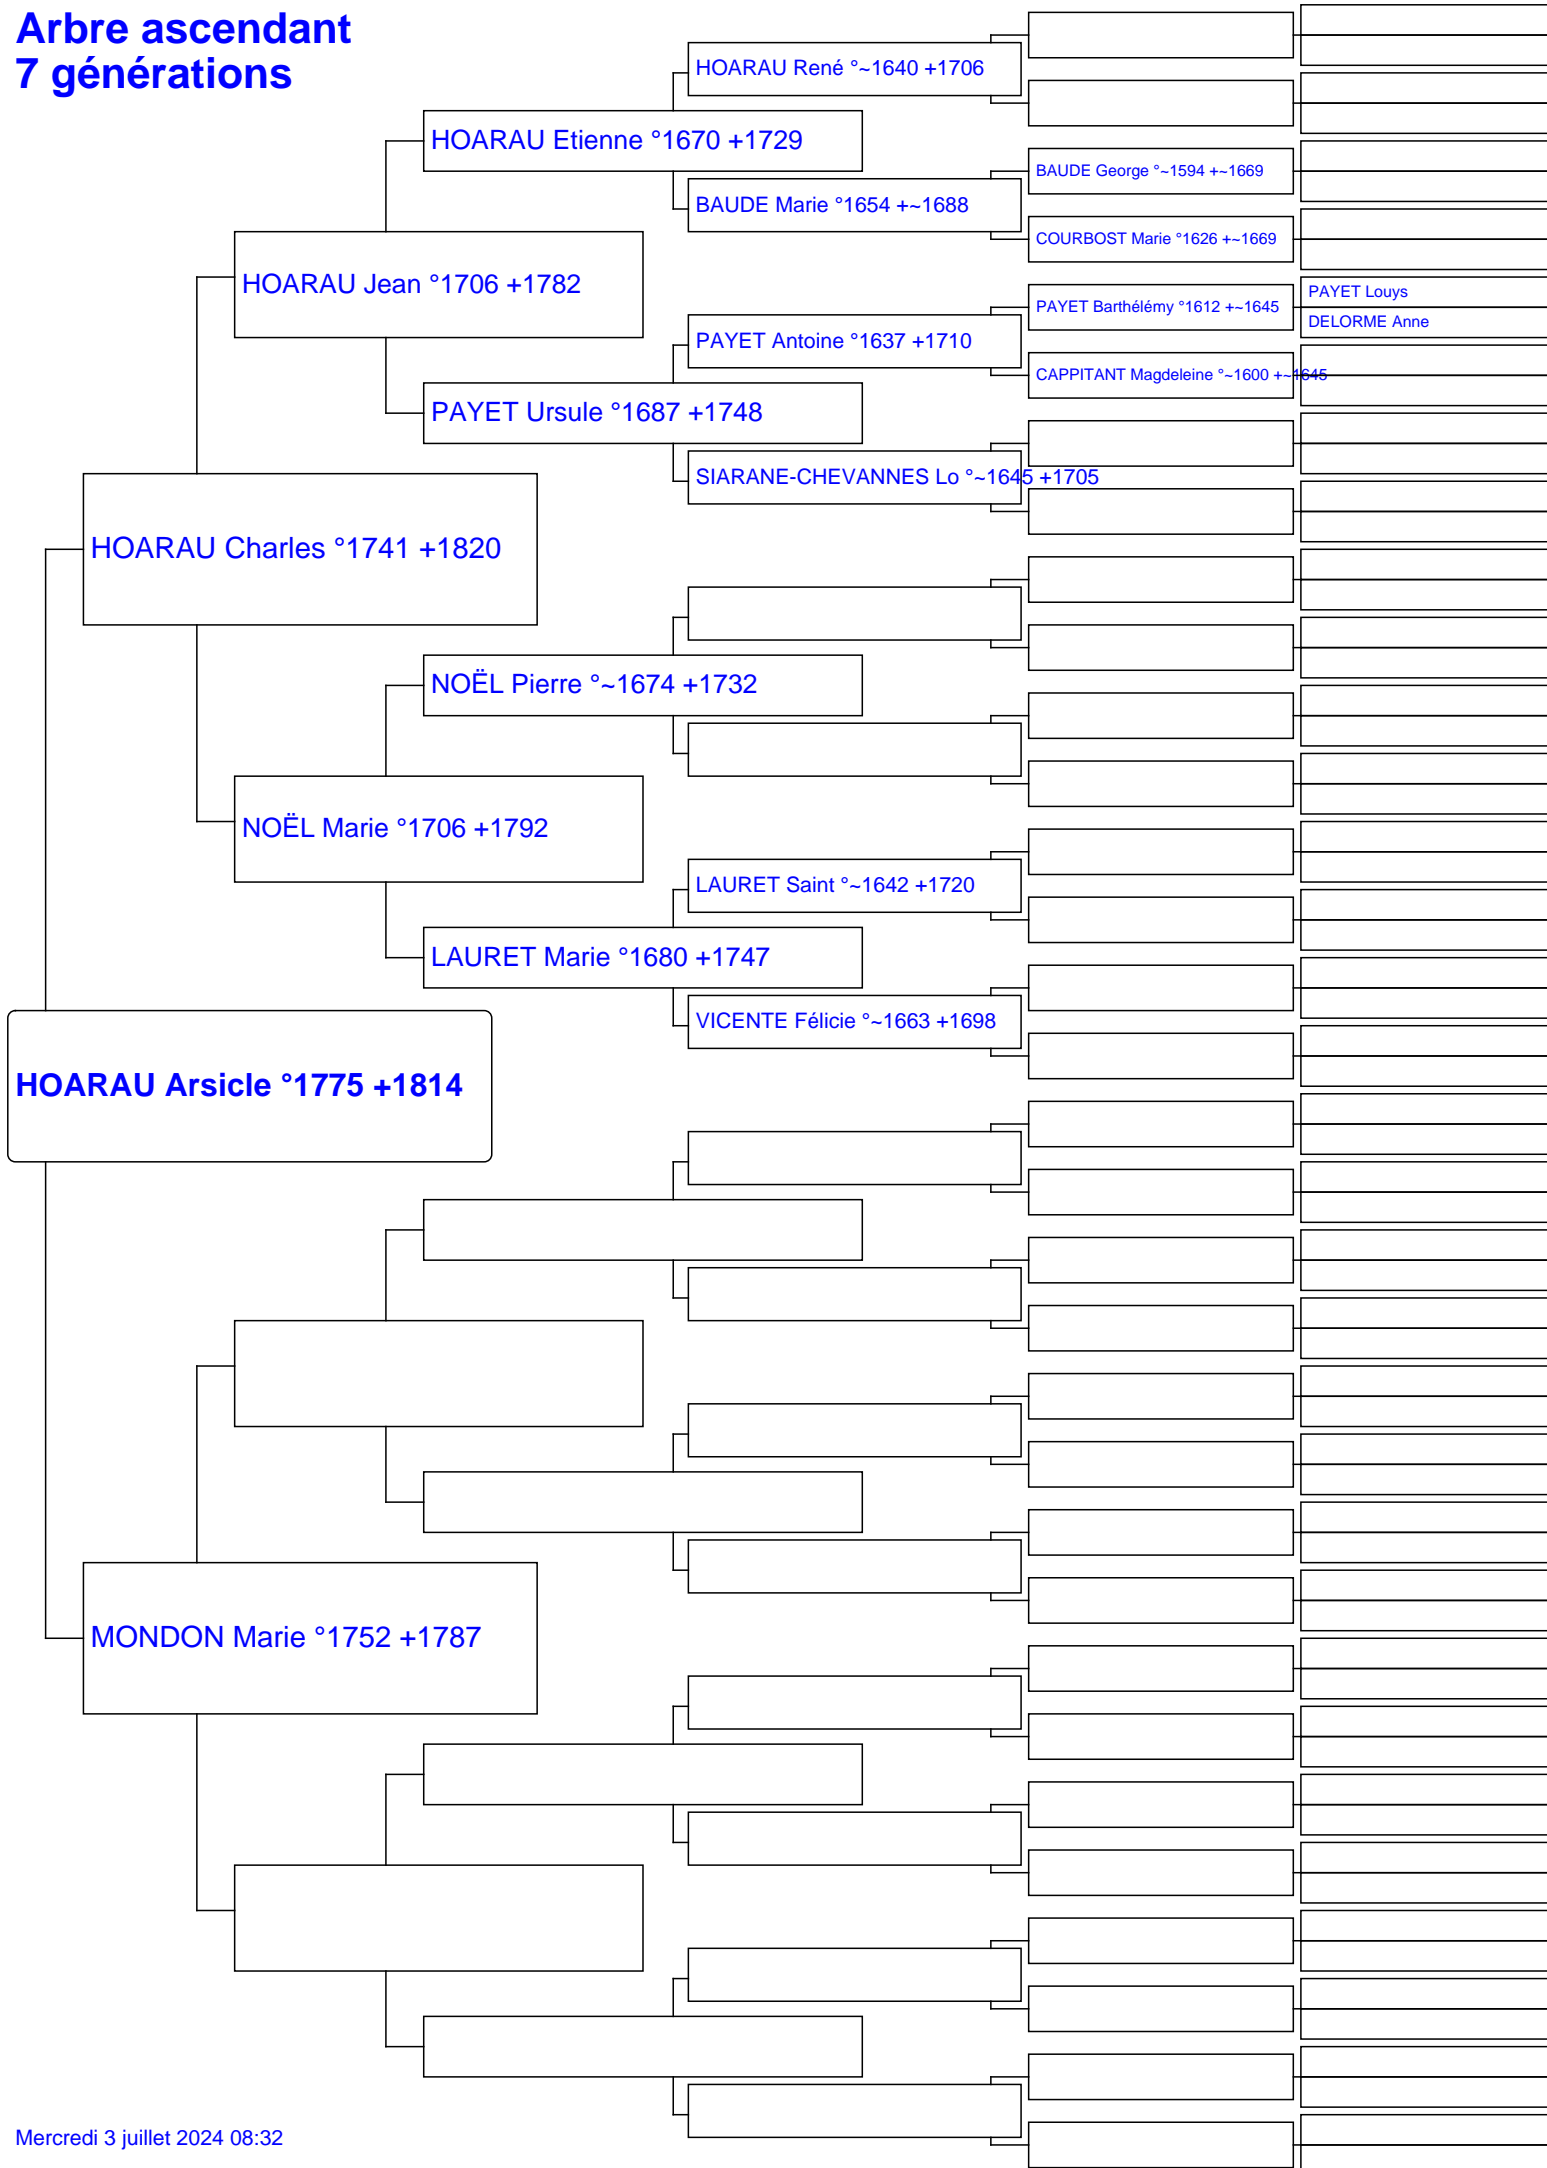 Arbre ascendant
7 générations
HOARAU René °~1640 +1706
HOARAU Etienne °1670 +1729
BAUDE George °~1594 +~1669
BAUDE Marie °1654 +~1688
COURBOST Marie °1626 +~1669
HOARAU Jean °1706 +1782
PAYET Louys
PAYET Barthélémy °1612 +~1645
DELORME Anne
PAYET Antoine °1637 +1710
CAPPITANT Magdeleine °~1600 +~1645
PAYET Ursule °1687 +1748
SIARANE-CHEVANNES Lo °~1645 +1705
HOARAU Charles °1741 +1820
NOËL Pierre °~1674 +1732
NOËL Marie °1706 +1792
LAURET Saint °~1642 +1720
LAURET Marie °1680 +1747
VICENTE Félicie °~1663 +1698
HOARAU Arsicle °1775 +1814
MONDON Marie °1752 +1787
Mercredi 3 juillet 2024 08:32